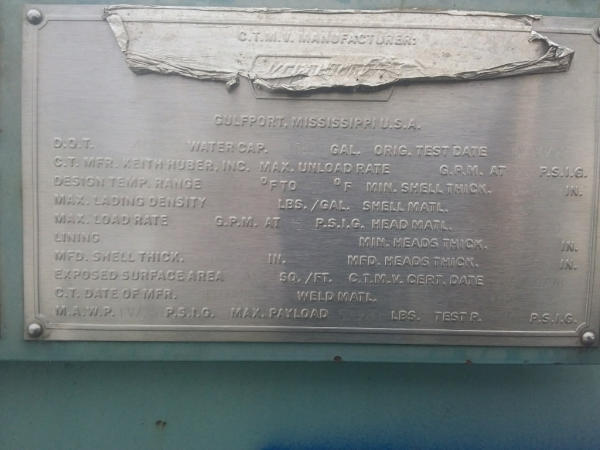 C.T.M.V. MANUFACTURER:
GULFPORT, MISSISSIPPI U.S.A.
D.O.T. WATER CAP. GAL. ORIG. TEST DATE
C.T. MFR. KEITH HUBER, INC. MAX. UNLOAD RATE G.P.M. AT P.S.I.G.
DESIGN TEMP. RANGE °F TO °F MIN. SHELL THICK. IN.
MAX. LADING DENSITY LBS./GAL. SHELL MATL.
MAX. LOAD RATE G.P.M. AT P.S.I.G. HEAD MATL.
LINING MIN. HEADS THICK. IN.
MFD. SHELL THICK. IN. MFD. HEADS THICK. IN.
EXPOSED SURFACE AREA SQ./FT. C.T.M.V. CERT. DATE
C.T. DATE OF MFR. WELD MATL.
M.A.W.P. P.S.I.G. MAX. PAYLOAD LBS. TEST P. P.S.I.G.